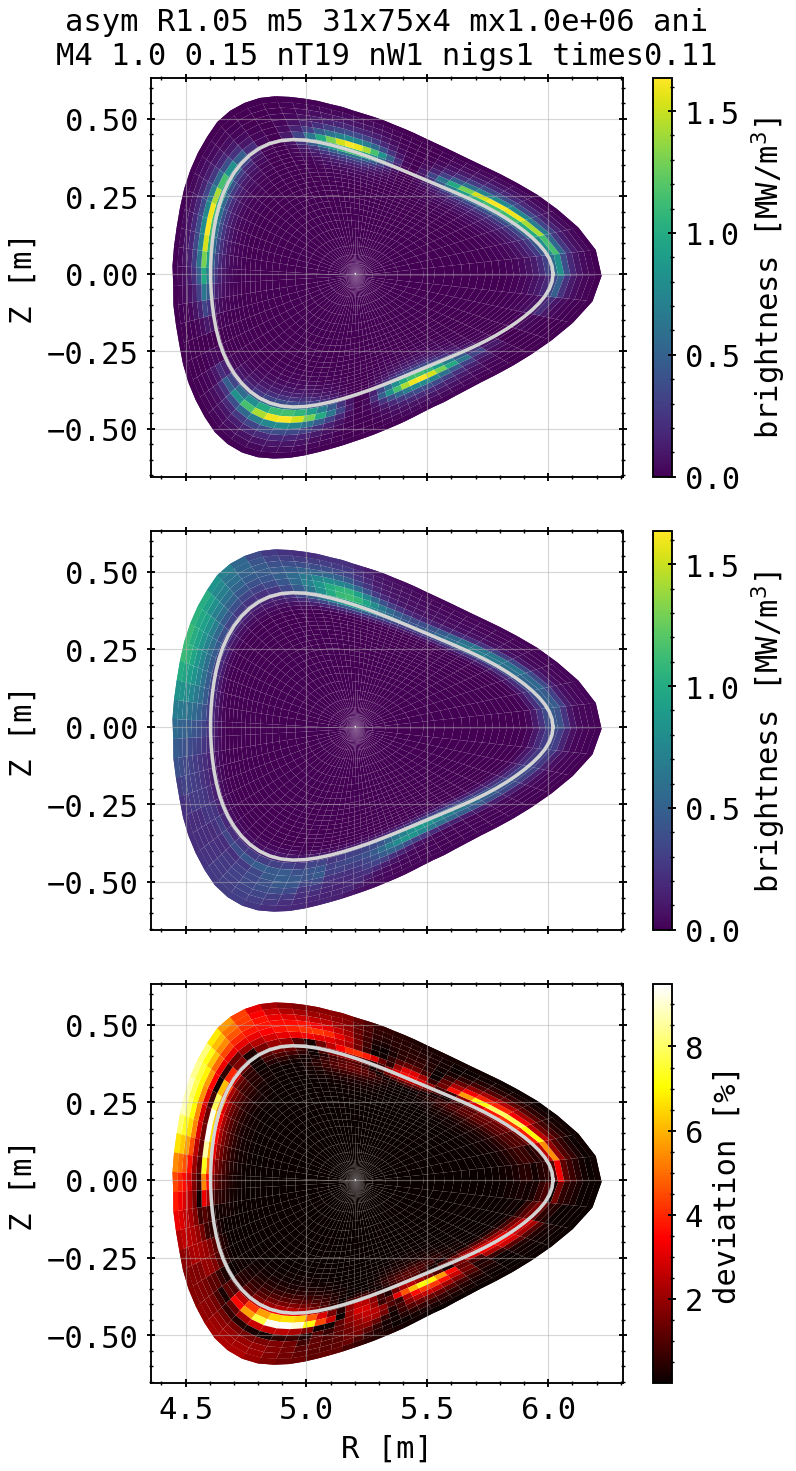 asym R1.05 m5 31x75x4 mx1.0e+06 ani
M4 1.0 0.15 nT19 nW1 nigs1 times0.11
0.50
0.25
0.00
−0.25
−0.50
Z [m]
1.5
1.0
0.5
0.0
brightness [MW/m³]
0.50
0.25
0.00
−0.25
−0.50
Z [m]
1.5
1.0
0.5
0.0
brightness [MW/m³]
0.50
0.25
0.00
−0.25
−0.50
Z [m]
8
6
4
2
deviation [%]
4.5 5.0 5.5 6.0
R [m]